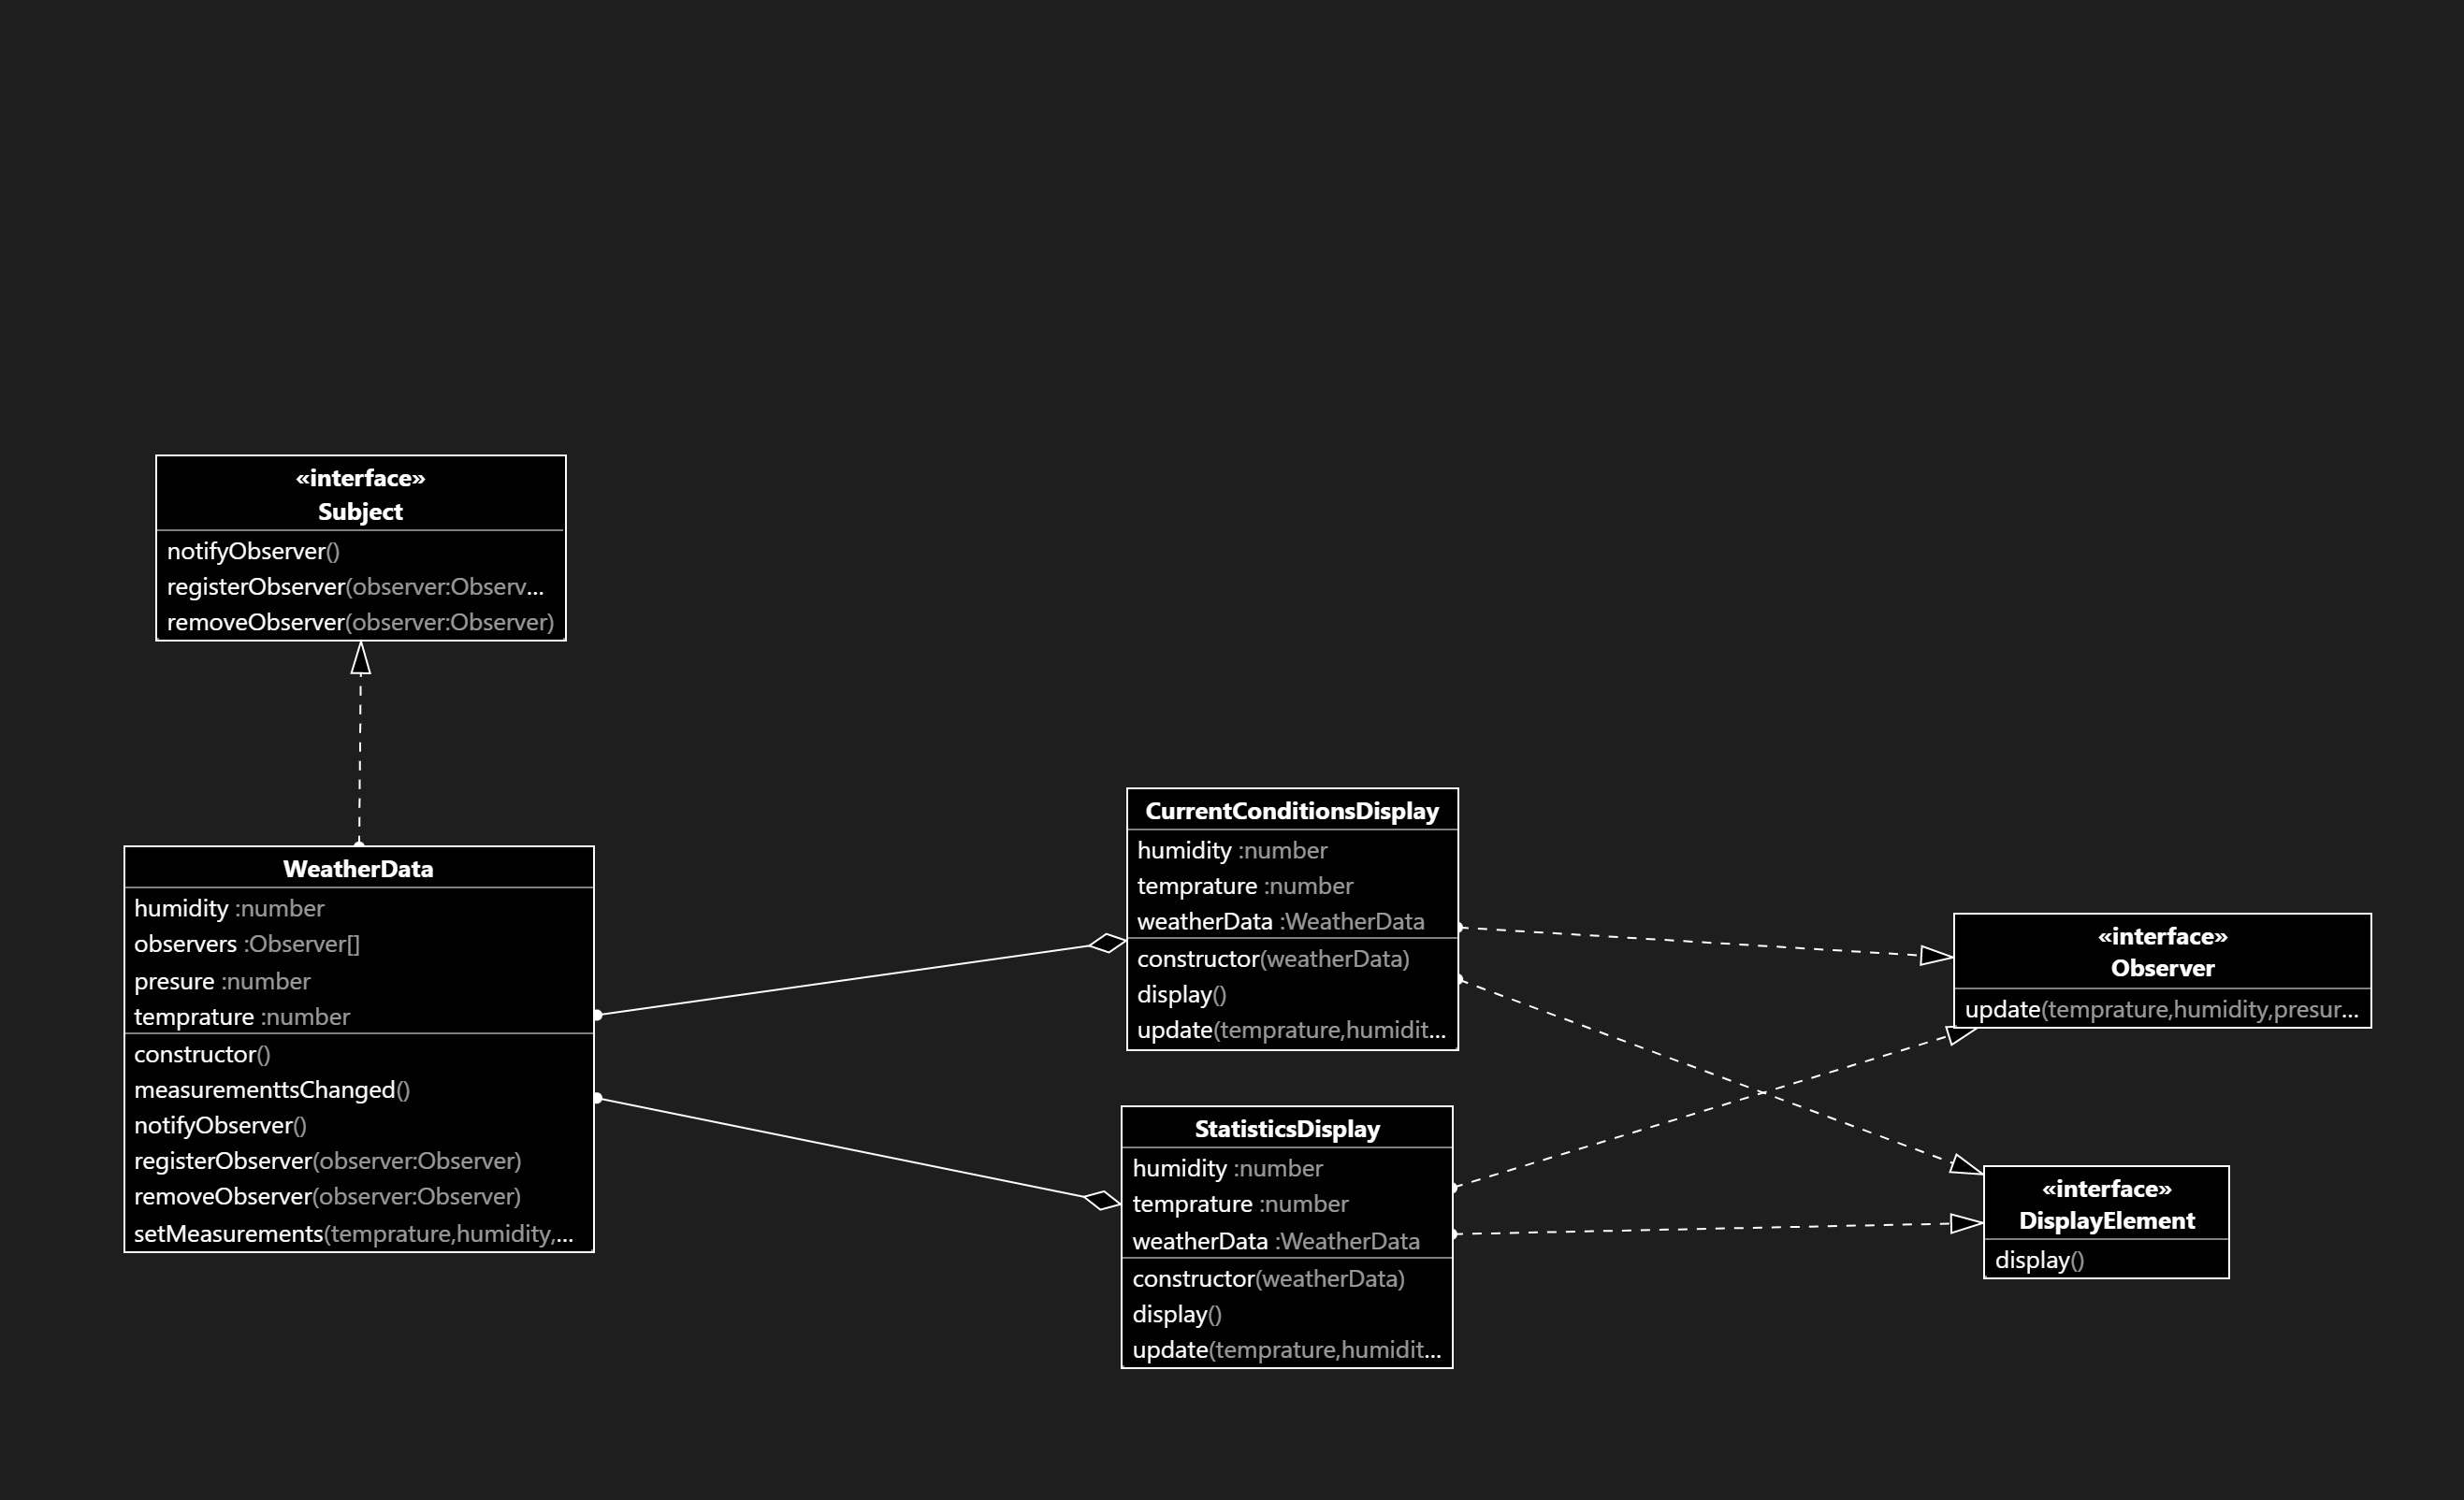 «interface»
Subject
notifyObserver()
registerObserver(observer:Observ...
removeObserver(observer:Observer)
WeatherData
humidity :number
observers :Observer[]
presure :number
temprature :number
constructor()
measurementtsChanged()
notifyObserver()
registerObserver(observer:Observer)
removeObserver(observer:Observer)
setMeasurements(temprature,humidity,...
CurrentConditionsDisplay
humidity :number
temprature :number
weatherData :WeatherData
constructor(weatherData)
display()
update(temprature,humidit...
StatisticsDisplay
humidity :number
temprature :number
weatherData :WeatherData
constructor(weatherData)
display()
update(temprature,humidit...
«interface»
Observer
update(temprature,humidity,presur...
«interface»
DisplayElement
display()